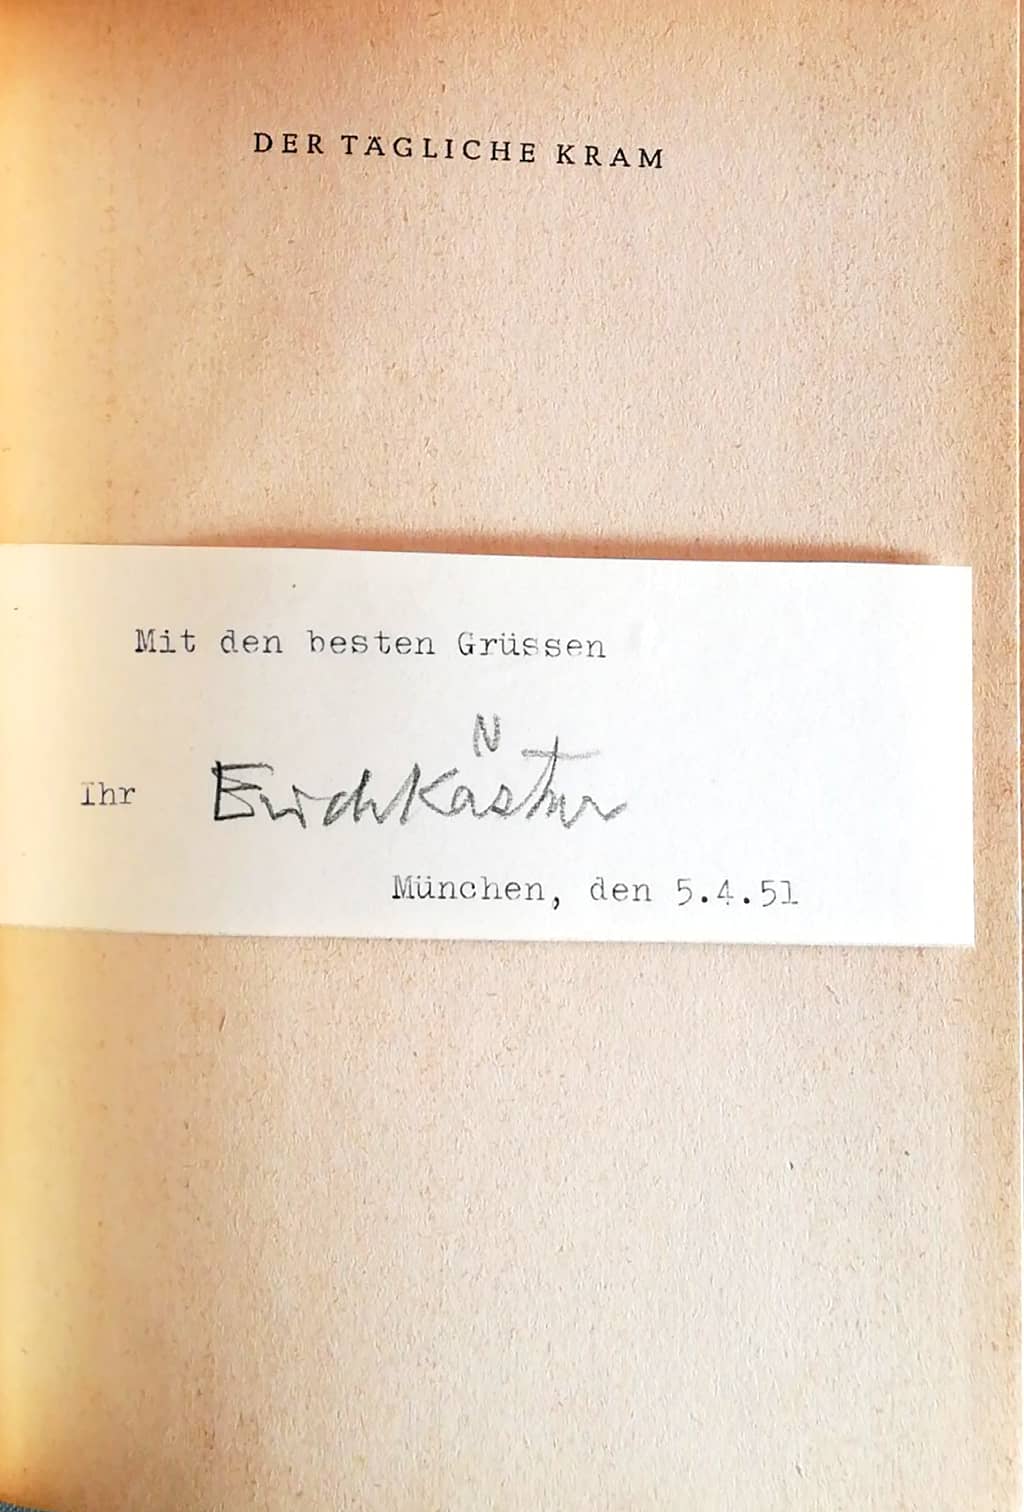 DER TÄGLICHE KRAM
Mit den besten Grüssen
Ihr Erich Kästner
München, den 5.4.51